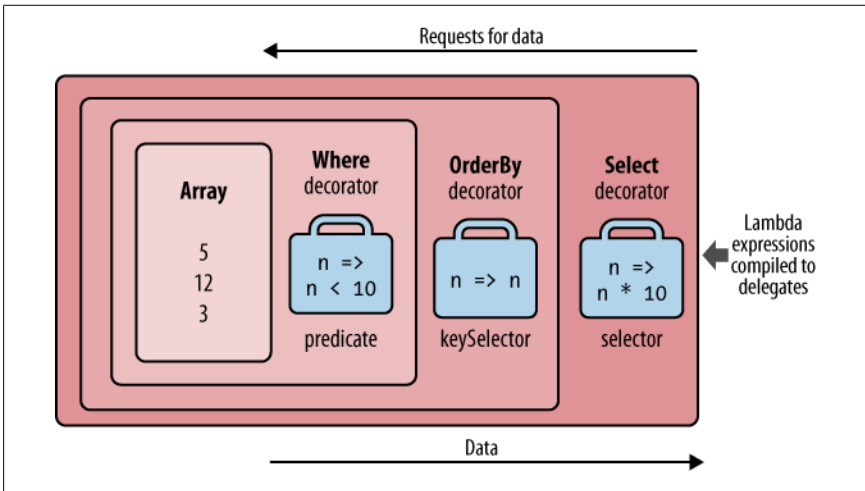 Requests for data
Array
5
12
3
Where
decorator
n =>
n < 10
predicate
OrderBy
decorator
n => n
keySelector
Select
decorator
n =>
n * 10
selector
Lambda
expressions
compiled to
delegates
Data